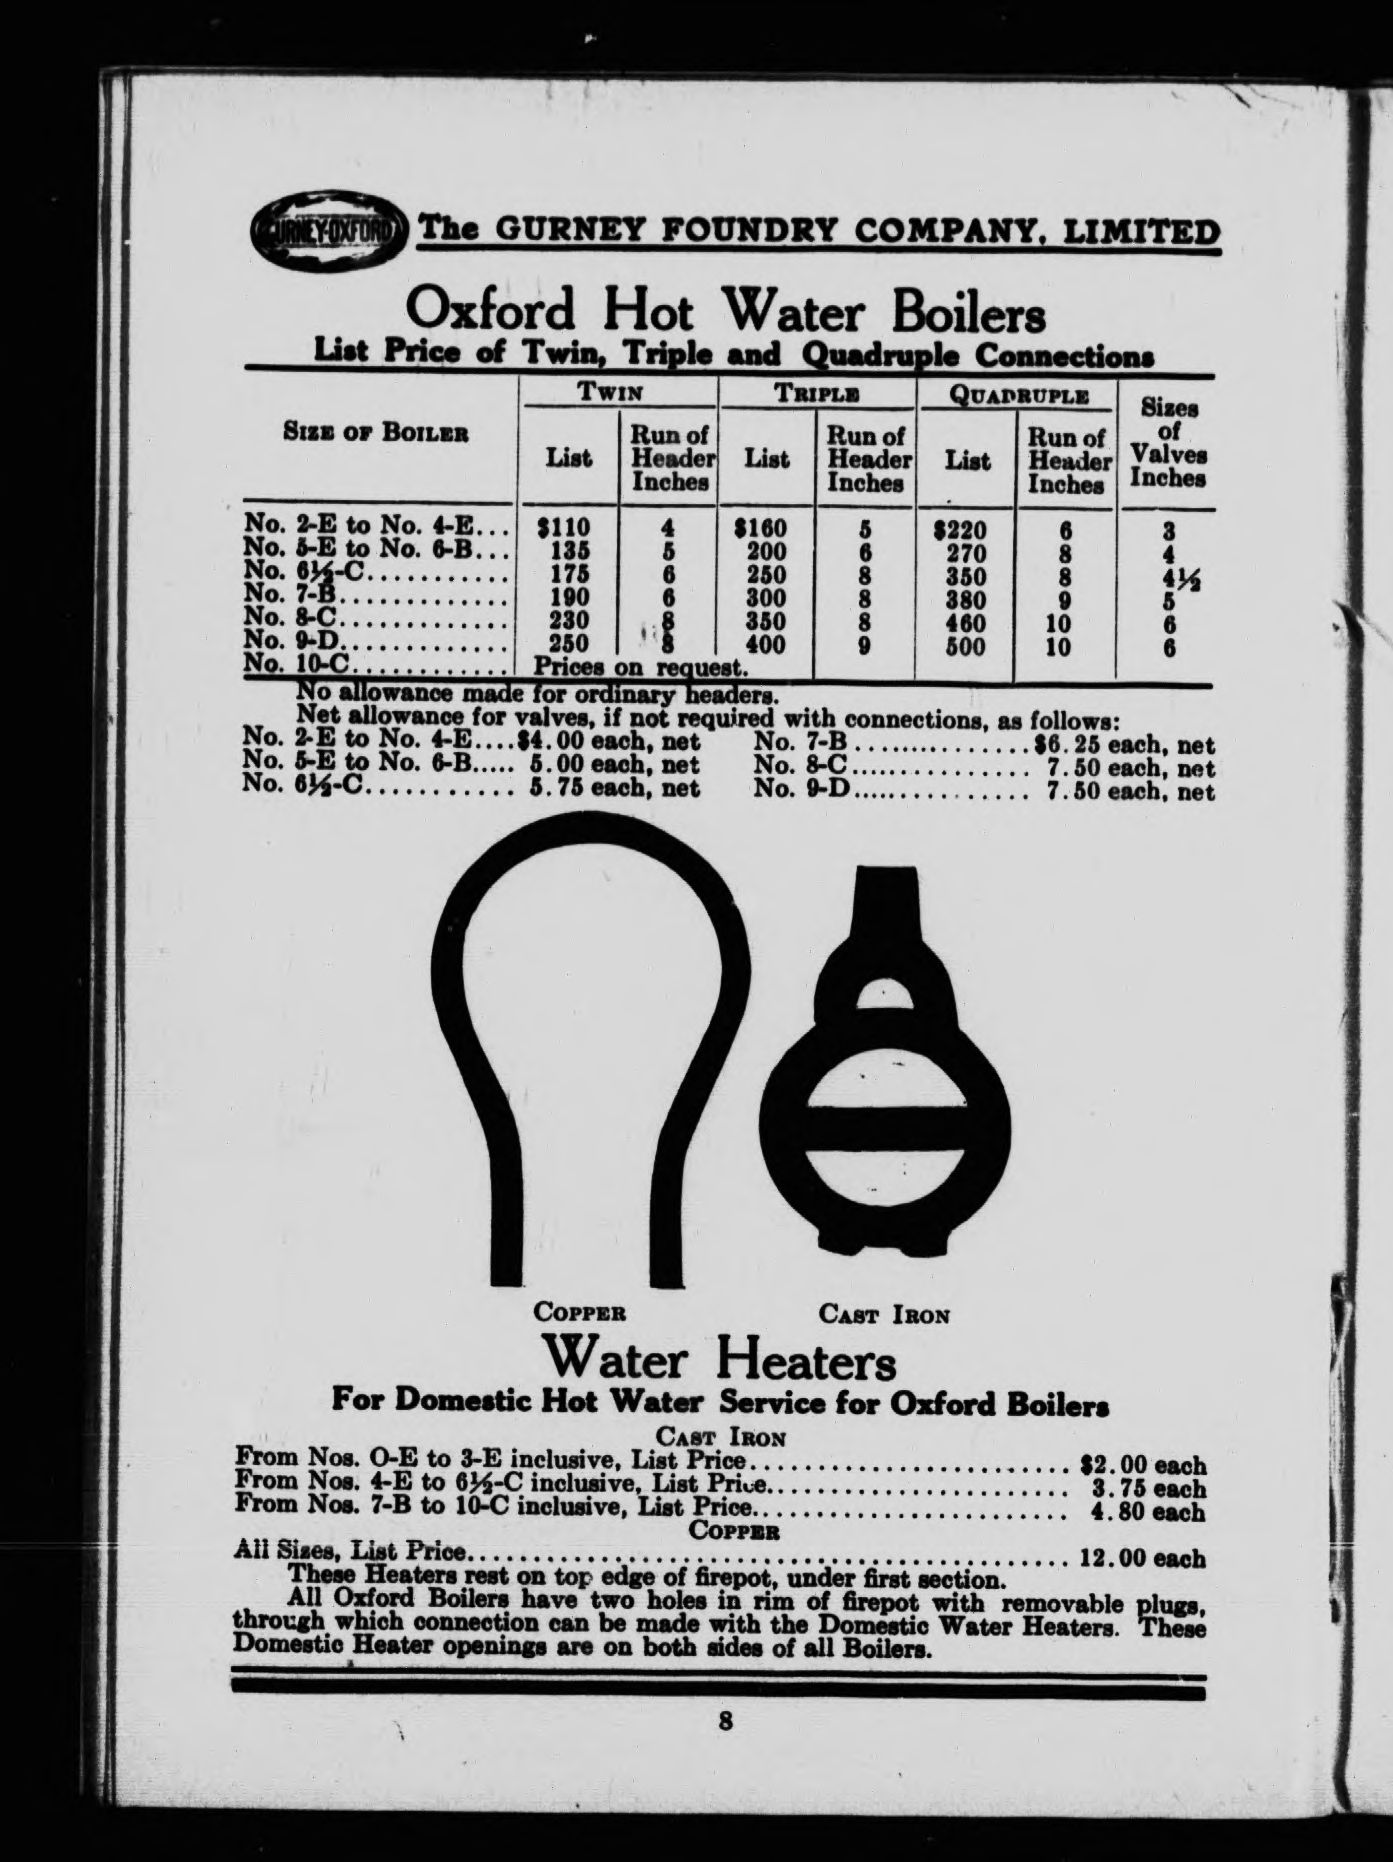 GURNEY-OXFORD The GURNEY FOUNDRY COMPANY, LIMITED
Oxford Hot Water Boilers
List Price of Twin, Triple and Quadruple Connections
SIZE OF BOILER TWIN TRIPLE QUADRUPLE Sizes of Valves Inches
List Run of Header Inches List Run of Header Inches List Run of Header Inches
No. 2-E to No. 4-E... $110 4 $160 5 $220 6 3
No. 5-E to No. 6-B... 135 5 200 6 270 8 4
No. 6½-C........... 175 6 250 8 350 8 4½
No. 7-B............. 190 6 300 8 380 9 5
No. 8-C............. 230 8 350 8 460 10 6
No. 9-D............. 250 8 400 9 500 10 6
No. 10-C............ Prices on request.
No allowance made for ordinary headers.
Net allowance for valves, if not required with connections, as follows:
No. 2-E to No. 4-E....$4.00 each, net No. 7-B...............$6.25 each, net
No. 5-E to No. 6-B..... 5.00 each, net No. 8-C............... 7.50 each, net
No. 6½-C........... 5.75 each, net No. 9-D............... 7.50 each, net
COPPER CAST IRON
Water Heaters
For Domestic Hot Water Service for Oxford Boilers
CAST IRON
From Nos. O-E to 3-E inclusive, List Price......................... $2.00 each
From Nos. 4-E to 6½-C inclusive, List Price........................ 3.75 each
From Nos. 7-B to 10-C inclusive, List Price......................... 4.80 each
COPPER
All Sizes, List Price............................................... 12.00 each
These Heaters rest on top edge of firepot, under first section.
All Oxford Boilers have two holes in rim of firepot with removable plugs,
through which connection can be made with the Domestic Water Heaters. These
Domestic Heater openings are on both sides of all Boilers.
8